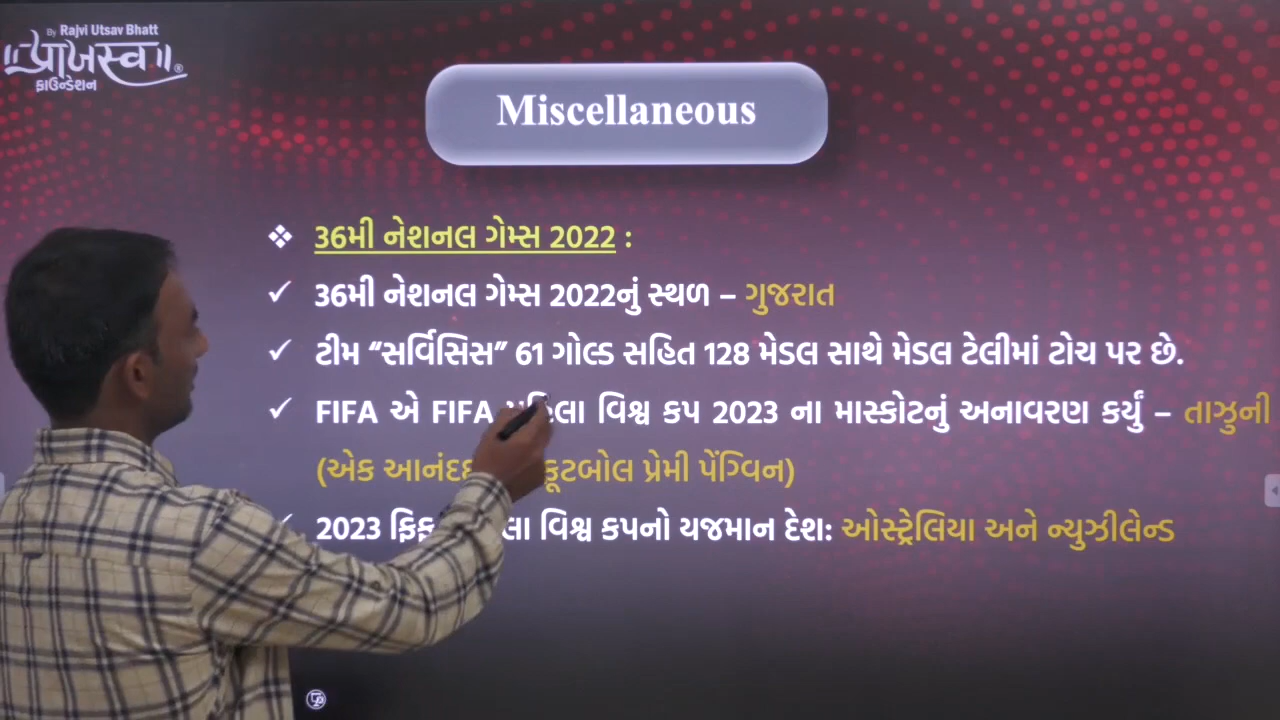 By Rajvi Utsav Bhatt
॥પ્રાખસ્વ॥®
ફાઉન્ડેશન
Miscellaneous
❖ 36મી નેશનલ ગેમ્સ 2022 :
✓ 36મી નેશનલ ગેમ્સ 2022નું સ્થળ – ગુજરાત
✓ ટીમ “સર્વિસિસ” 61 ગોલ્ડ સહિત 128 મેડલ સાથે મેડલ ટેલીમાં ટોચ પર છે.
✓ FIFA એ FIFA વિશ્વ કપ 2023 ના માસ્કોટનું અનાવરણ કર્યું – તાઝુની
(એક ફૂટબોલ પ્રેમી પેંગ્વિન)
✓ 2023 વિશ્વ કપનો યજમાન દેશ: ઓસ્ટ્રેલિયા અને ન્યુઝીલેન્ડ